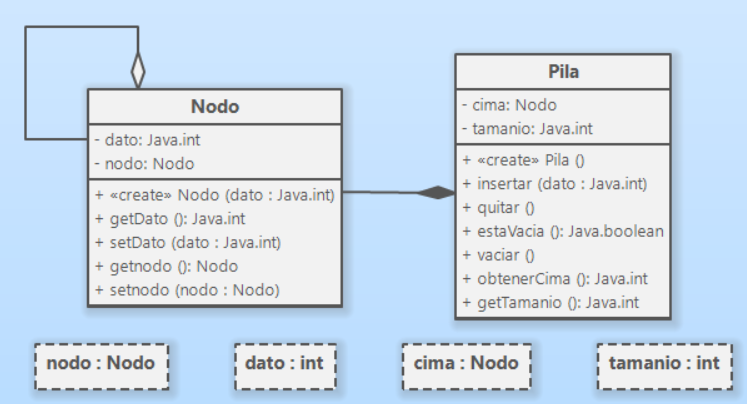 Nodo
- dato: Java.int
- nodo: Nodo
+ «create» Nodo (dato : Java.int)
+ getDato (): Java.int
+ setDato (dato : Java.int)
+ getnodo (): Nodo
+ setnodo (nodo : Nodo)
Pila
- cima: Nodo
- tamanio: Java.int
+ «create» Pila ()
+ insertar (dato : Java.int)
+ quitar ()
+ estaVacia (): Java.boolean
+ vaciar ()
+ obtenerCima (): Java.int
+ getTamanio (): Java.int
nodo : Nodo
dato : int
cima : Nodo
tamanio : int